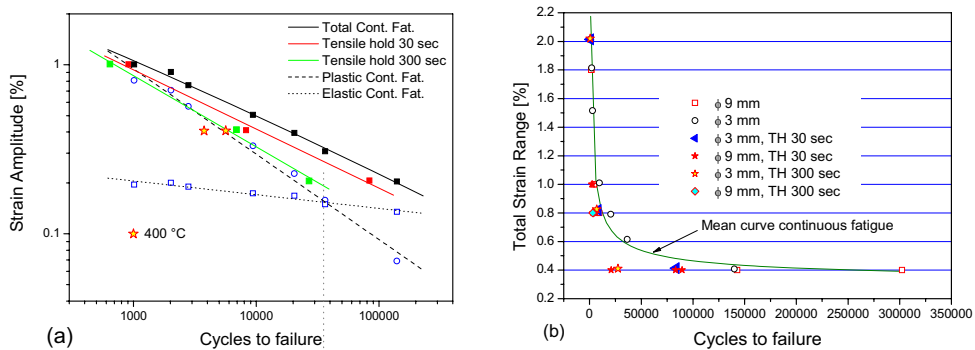 Total Cont. Fat.
Tensile hold 30 sec
Tensile hold 300 sec
Plastic Cont. Fat.
Elastic Cont. Fat.
Strain Amplitude [%]
1
0.1
400 °C
1000
10000
100000
Cycles to failure
(a)
Total Strain Range [%]
2.2
2.0
1.8
1.6
1.4
1.2
1.0
0.8
0.6
0.4
0.2
ϕ 9 mm
ϕ 3 mm
ϕ 3 mm, TH 30 sec
ϕ 9 mm, TH 30 sec
ϕ 3 mm, TH 300 sec
ϕ 9 mm, TH 300 sec
Mean curve continuous fatigue
0
50000
100000
150000
200000
250000
300000
350000
Cycles to failure
(b)